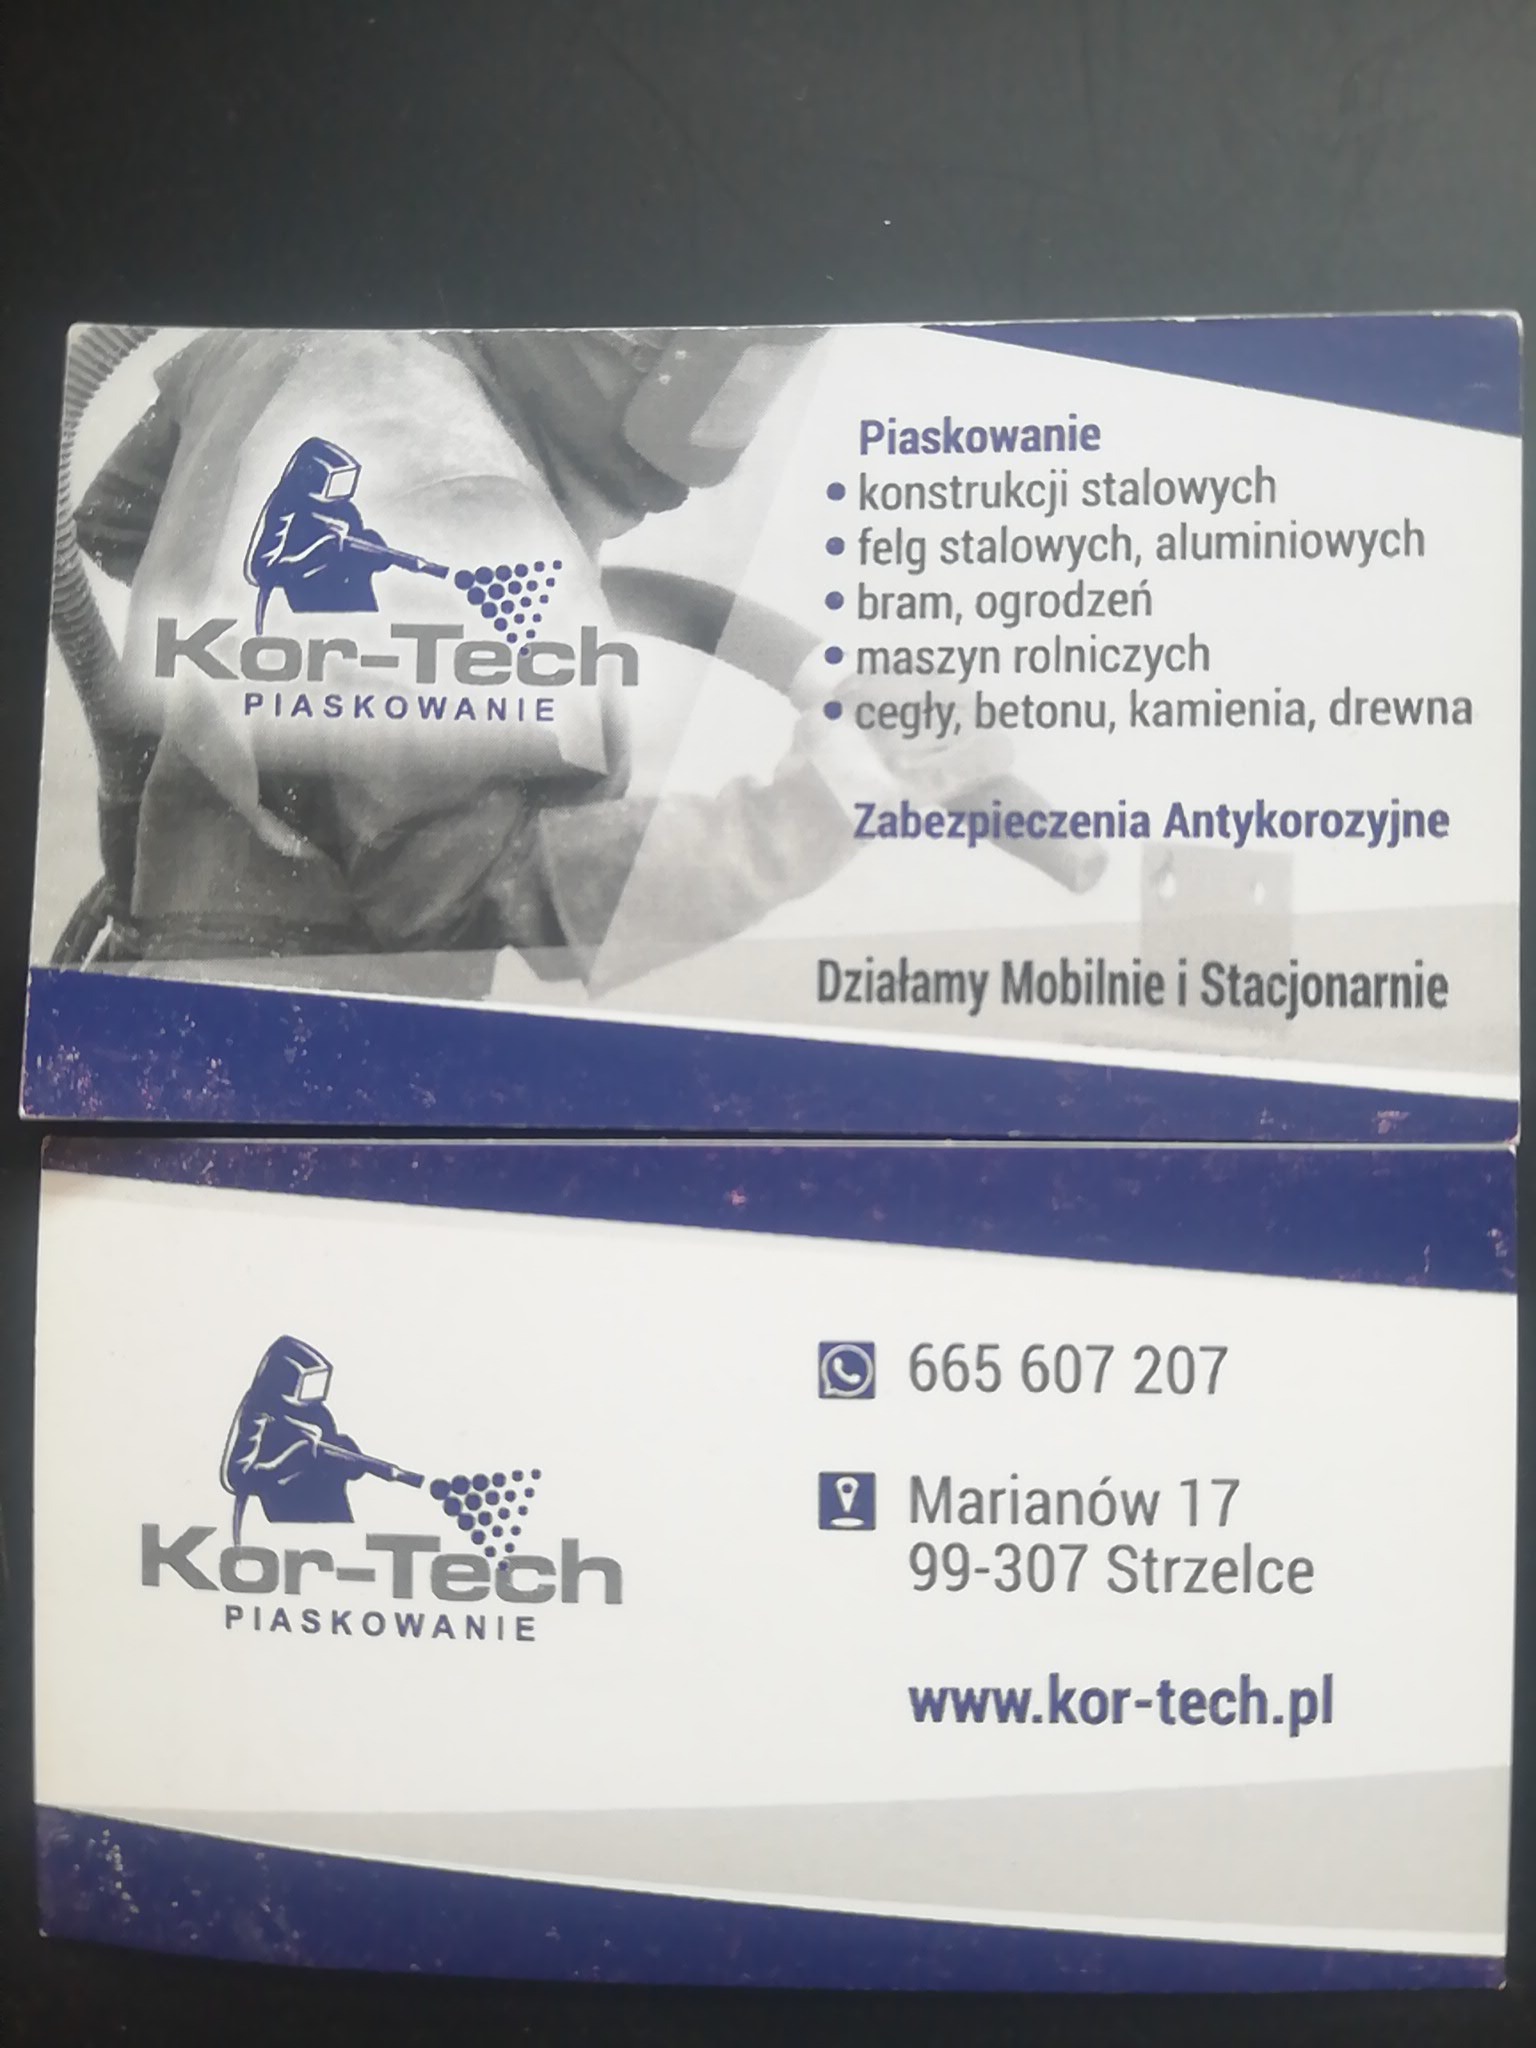 Kor-Tech
PIASKOWANIE
Piaskowanie
• konstrukcji stalowych
• felg stalowych, aluminiowych
• bram, ogrodzeń
• maszyn rolniczych
• cegły, betonu, kamienia, drewna
Zabezpieczenia Antykorozyjne
Działamy Mobilnie i Stacjonarnie
Kor-Tech
PIASKOWANIE
665 607 207
Marianów 17
99-307 Strzelce
www.kor-tech.pl